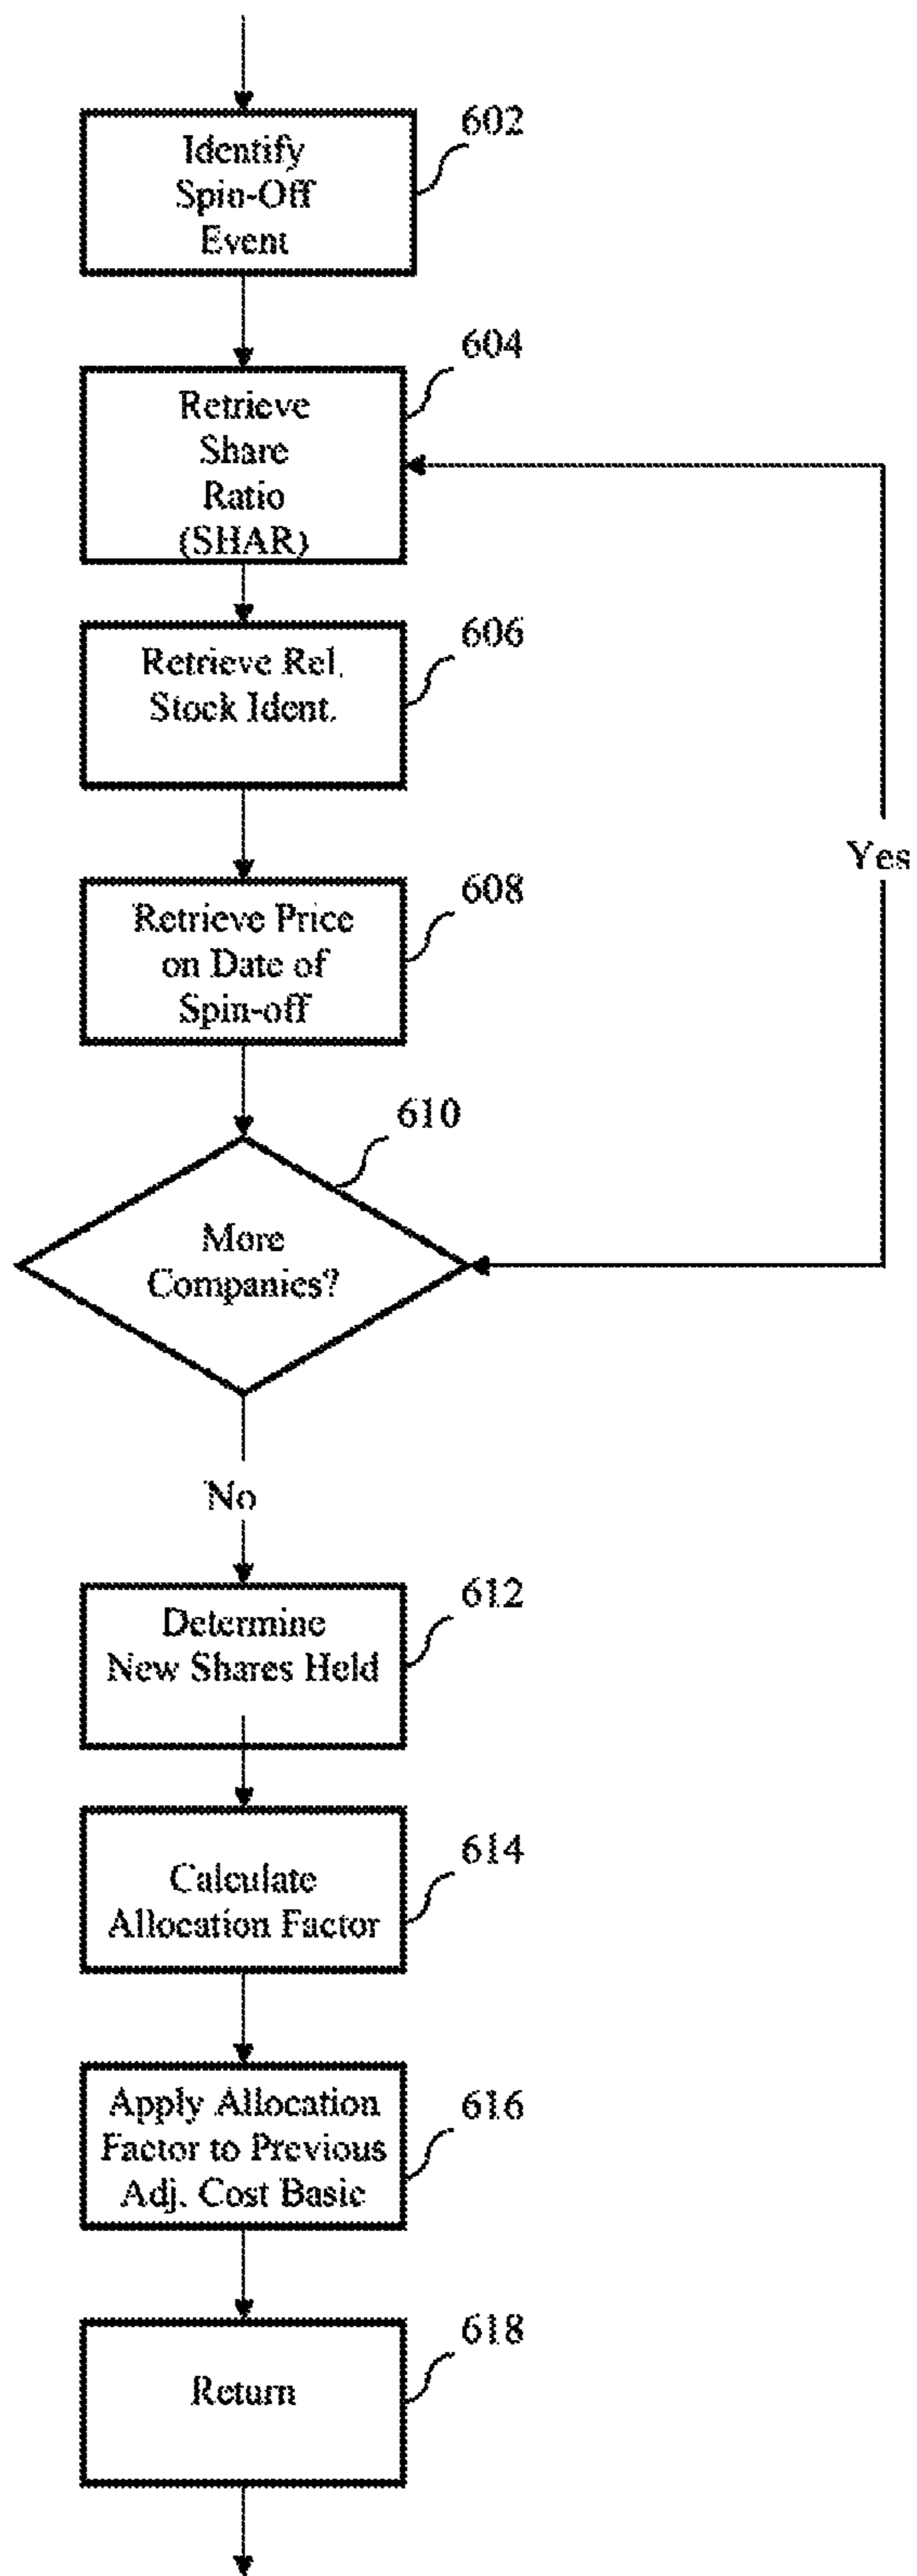 602
Identify
Spin-Off
Event
604
Retrieve
Share
Ratio
(SHAR)
606
Retrieve Rel.
Stock Ident.
Yes
608
Retrieve Price
on Date of
Spin-off
610
More
Companies?
No
612
Determine
New Shares Held
614
Calculate
Allocation Factor
616
Apply Allocation
Factor to Previous
Adj. Cost Basic
618
Return